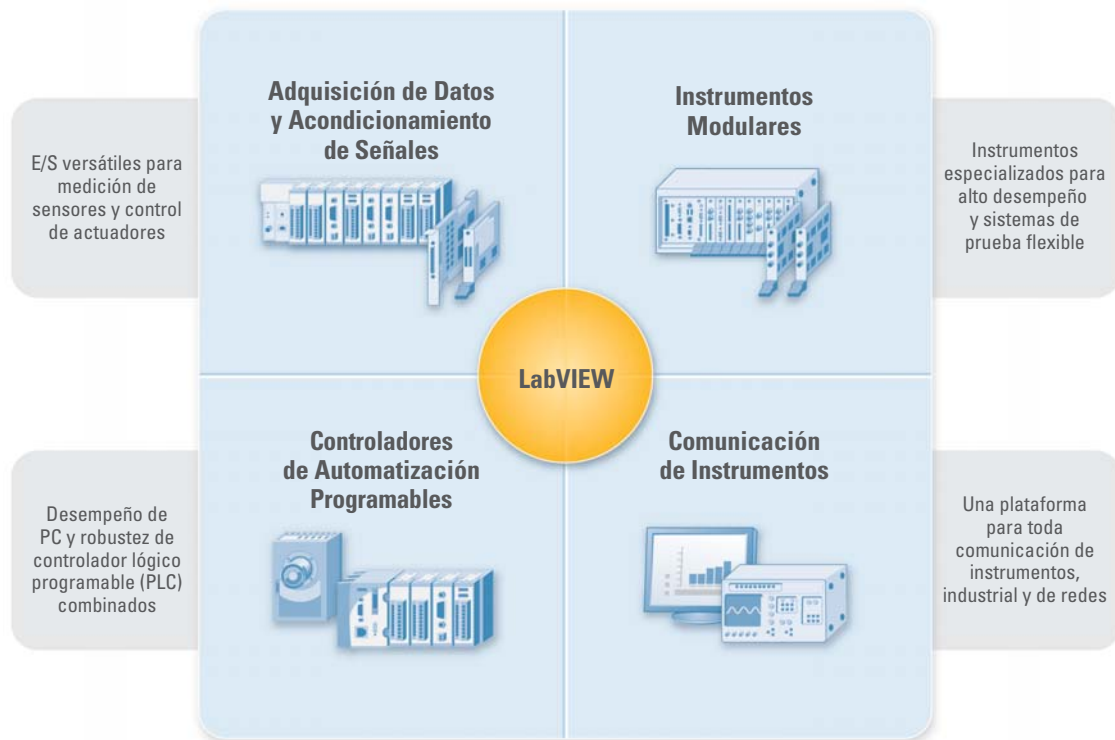 Adquisición de Datos
y Acondicionamiento
de Señales
E/S versátiles para
medición de
sensores y control
de actuadores
Instrumentos
Modulares
Instrumentos
especializados para
alto desempeño
y sistemas de
prueba flexible
LabVIEW
Controladores
de Automatización
Programables
Desempeño de
PC y robustez de
controlador lógico
programable (PLC)
combinados
Comunicación
de Instrumentos
Una plataforma
para toda
comunicación de
instrumentos,
industrial y de redes